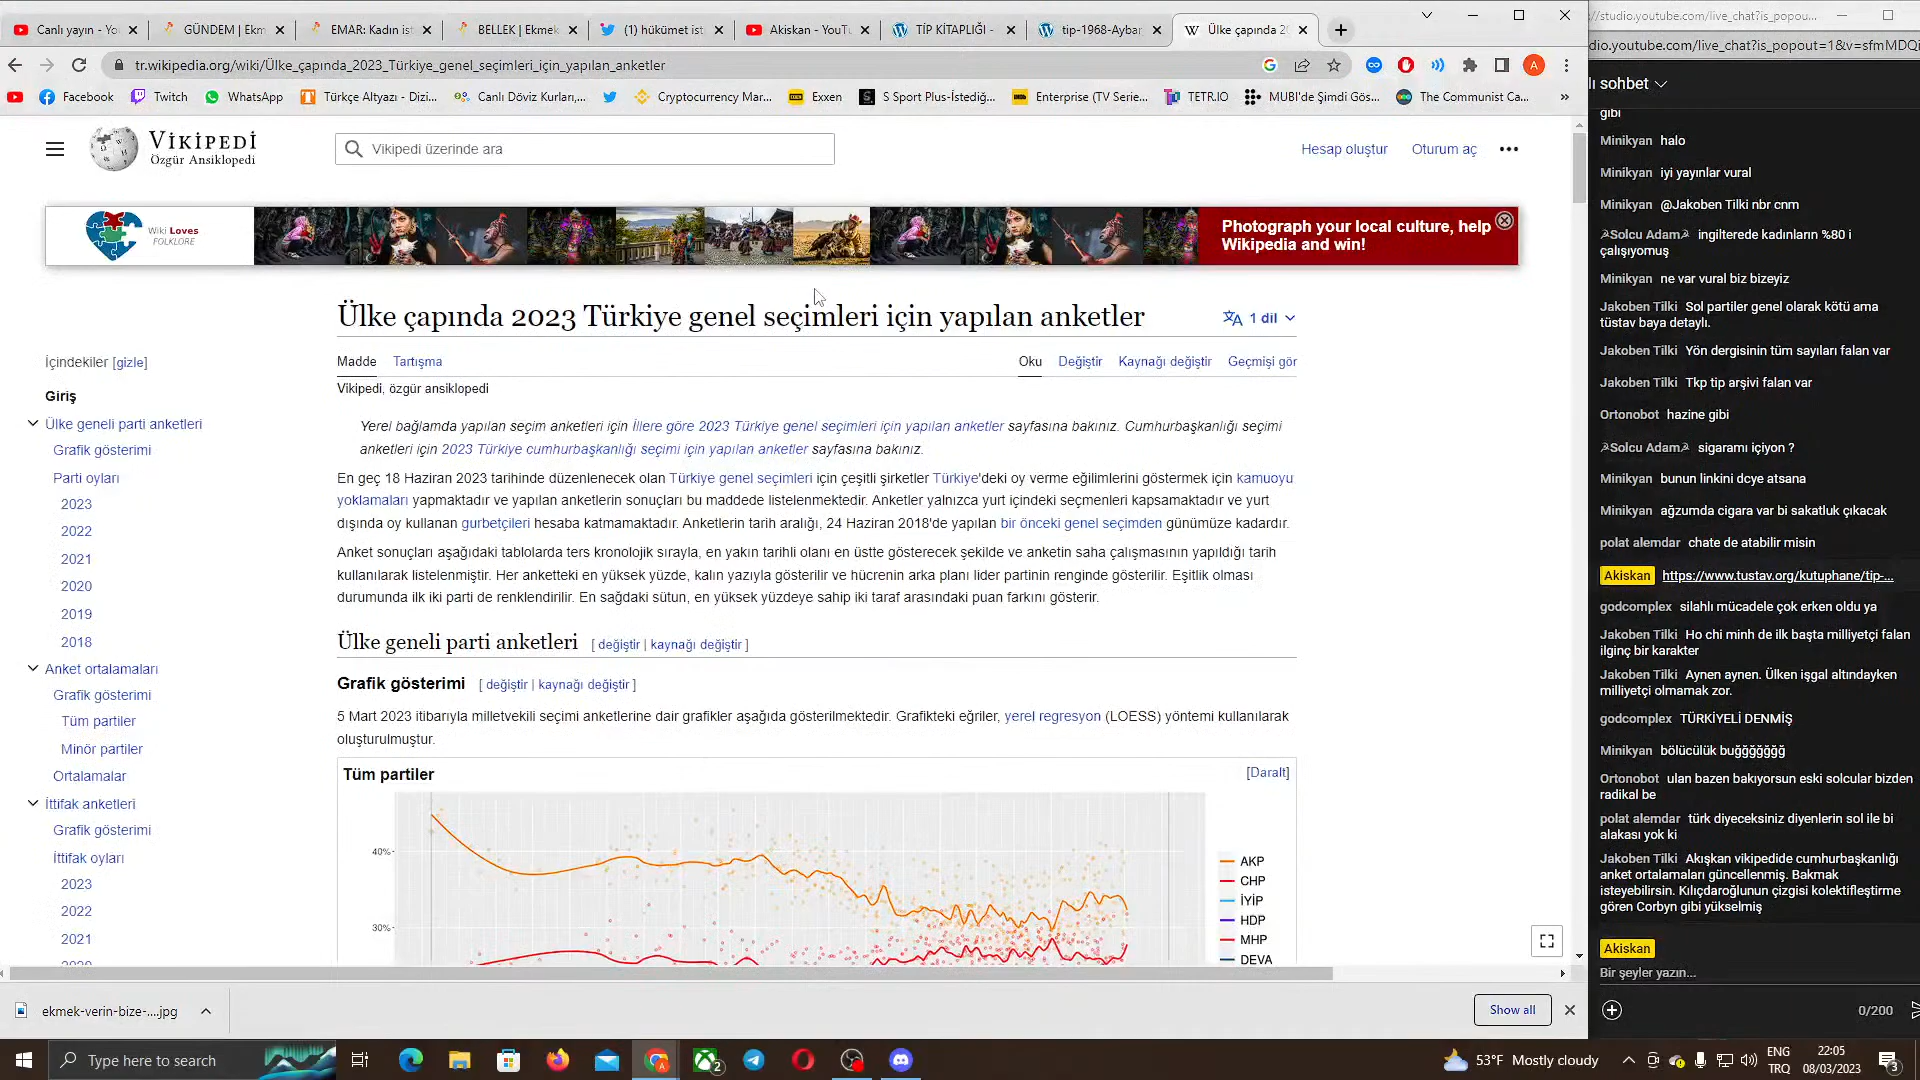 Canlı yayın - Yo
GÜNDEM | Ekm
EMAR: Kadın ist
BELLEK | Ekmek
(1) hükümet ist
Akiskan - YouTu
TİP KİTAPLIĞI -
tip-1968-Aybar
Ülke çapında 20
tr.wikipedia.org/wiki/Ülke_çapında_2023_Türkiye_genel_seçimleri_için_yapılan_anketler
A
Facebook
Twitch
WhatsApp
Türkçe Altyazı - Dizi...
Canlı Döviz Kurları,...
Cryptocurrency Mar...
Exxen
S Sport Plus-İstediğ...
Enterprise (TV Serie...
TETR.IO
MUBI'de Şimdi Gös...
The Communist Ca...
»
VİKİPEDİ
Özgür Ansiklopedi
Vikipedi üzerinde ara
Hesap oluştur
Oturum aç
Wiki Loves
FOLKLORE
Photograph your local culture, help
Wikipedia and win!
Ülke çapında 2023 Türkiye genel seçimleri için yapılan anketler
1 dil
Madde
Tartışma
Oku
Değiştir
Kaynağı değiştir
Geçmişi gör
Vikipedi, özgür ansiklopedi
İçindekiler [gizle]
Giriş
Ülke geneli parti anketleri
Grafik gösterimi
Parti oyları
2023
2022
2021
2020
2019
2018
Anket ortalamaları
Grafik gösterimi
Tüm partiler
Minör partiler
Ortalamalar
İttifak anketleri
Grafik gösterimi
İttifak oyları
2023
2022
2021
2020
Yerel bağlamda yapılan seçim anketleri için İllere göre 2023 Türkiye genel seçimleri için yapılan anketler sayfasına bakınız. Cumhurbaşkanlığı seçimi
anketleri için 2023 Türkiye cumhurbaşkanlığı seçimi için yapılan anketler sayfasına bakınız.
En geç 18 Haziran 2023 tarihinde düzenlenecek olan Türkiye genel seçimleri için çeşitli şirketler Türkiye'deki oy verme eğilimlerini göstermek için kamuoyu
yoklamaları yapmaktadır ve yapılan anketlerin sonuçları bu maddede listelenmektedir. Anketler yalnızca yurt içindeki seçmenleri kapsamaktadır ve yurt
dışında oy kullanan gurbetçileri hesaba katmamaktadır. Anketlerin tarih aralığı, 24 Haziran 2018'de yapılan bir önceki genel seçimden günümüze kadardır.
Anket sonuçları aşağıdaki tablolarda ters kronolojik sırayla, en yakın tarihli olanı en üstte gösterecek şekilde ve anketin saha çalışmasının yapıldığı tarih
kullanılarak listelenmiştir. Her anketteki en yüksek yüzde, kalın yazıyla gösterilir ve hücrenin arka planı lider partinin renginde gösterilir. Eşitlik olması
durumunda ilk iki parti de renklendirilir. En sağdaki sütun, en yüksek yüzdeye sahip iki taraf arasındaki puan farkını gösterir.
Ülke geneli parti anketleri [ değiştir | kaynağı değiştir ]
Grafik gösterimi [ değiştir | kaynağı değiştir ]
5 Mart 2023 itibarıyla milletvekili seçimi anketlerine dair grafikler aşağıda gösterilmektedir. Grafikteki eğriler, yerel regresyon (LOESS) yöntemi kullanılarak
oluşturulmuştur.
Tüm partiler
[Daralt]
40%
30%
AKP
CHP
İYİP
HDP
MHP
DEVA
/studio.youtube.com/live_chat?is_popou...
dio.youtube.com/live_chat?is_popout=1&v=sfmMDQi
lı sohbet
gibi
Minikyan halo
Minikyan iyi yayınlar vural
Minikyan @Jakoben Tilki nbr cnm
☭Solcu Adam☭ ingilterede kadınların %80 i
çalışıyomuş
Minikyan ne var vural biz bizeyiz
Jakoben Tilki Sol partiler genel olarak kötü ama
tüstav baya detaylı.
Jakoben Tilki Yön dergisinin tüm sayıları falan var
Jakoben Tilki Tkp tip arşivi falan var
Ortonobot hazine gibi
☭Solcu Adam☭ sigaramı içiyon ?
Minikyan bunun linkini dcye atsana
Minikyan ağzumda cigara var bi sakatluk çıkacak
polat alemdar chate de atabilir misin
Akiskan https://www.tustav.org/kutuphane/tip-...
godcomplex silahlı mücadele çok erken oldu ya
Jakoben Tilki Ho chi minh de ilk başta milliyetçi falan
ilginç bir karakter
Jakoben Tilki Aynen aynen. Ülken işgal altındayken
milliyetçi olmamak zor.
godcomplex TÜRKİYELİ DENMİŞ
Minikyan bölücülük buğğğğğğğ
Ortonobot ulan bazen bakıyorsun eski solcular bizden
radikal be
polat alemdar türk diyeceksiniz diyenlerin sol ile bi
alakası yok ki
Jakoben Tilki Akışkan vikipedide cumhurbaşkanlığı
anket ortalamaları güncellenmiş. Bakmak
isteyebilirsin. Kılıçdaroğlunun çizgisi kolektifleştirme
gören Corbyn gibi yükselmiş
Akiskan
Bir şeyler yazın...
0/200
ekmek-verin-bize-....jpg
Show all
Type here to search
2
53°F Mostly cloudy
ENG
TRQ
22:05
08/03/2023
3